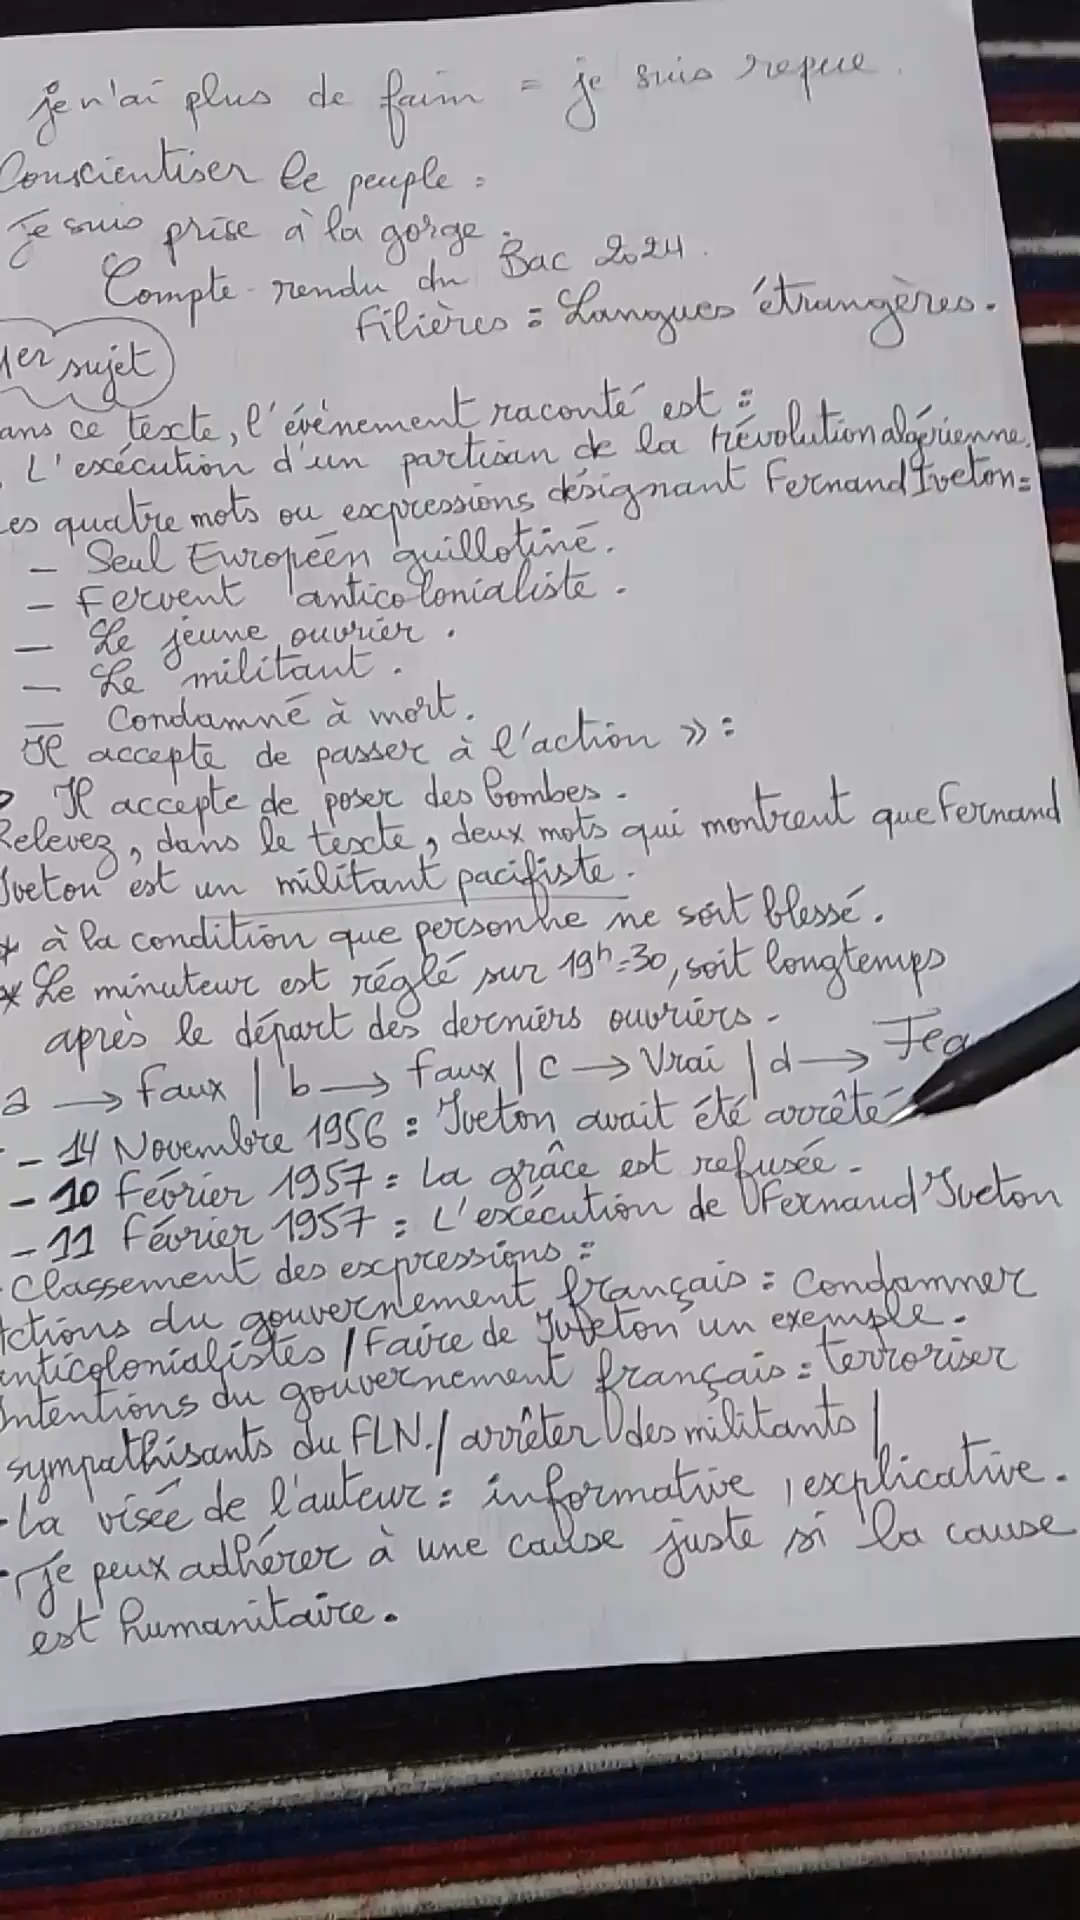 je n'ai plus de faim = je suis repue.
Conscientiser le peuple :
Je suis prise à la gorge.
Compte-rendu du Bac 2024.
Filières : Langues étrangères.
1er sujet
ans ce texte, l'événement raconté est :
L'exécution d'un partisan de la révolution algérienne.
es quatre mots ou expressions désignant Fernand Iveton :
- Seul Européen guillotiné.
- Fervent anticolonialiste.
- Le jeune ouvrier.
- Le militant.
- Condamné à mort.
Il accepte de passer à l'action » :
Il accepte de poser des bombes.
Relevez, dans le texte, deux mots qui montrent que Fernand
Iveton est un militant pacifiste.
* à la condition que personne ne soit blessé.
* Le minuteur est réglé sur 19h:30, soit longtemps
après le départ des derniers ouvriers.
a → Faux | b → Faux | c → Vrai | d →
- 14 Novembre 1956 : Iveton avait été arrêté
- 10 Février 1957 : La grâce est refusée.
- 11 Février 1957 : L'exécution de Fernand Iveton
Classement des expressions :
ctions du gouvernement français : Condamner
anticolonialistes / Faire de Iveton un exemple.
Intentions du gouvernement français : terroriser
sympathisants du FLN. / arrêter des militants /
- La visée de l'auteur : informative, explicative.
- Je peux adhérer à une cause juste si la cause
est humanitaire.